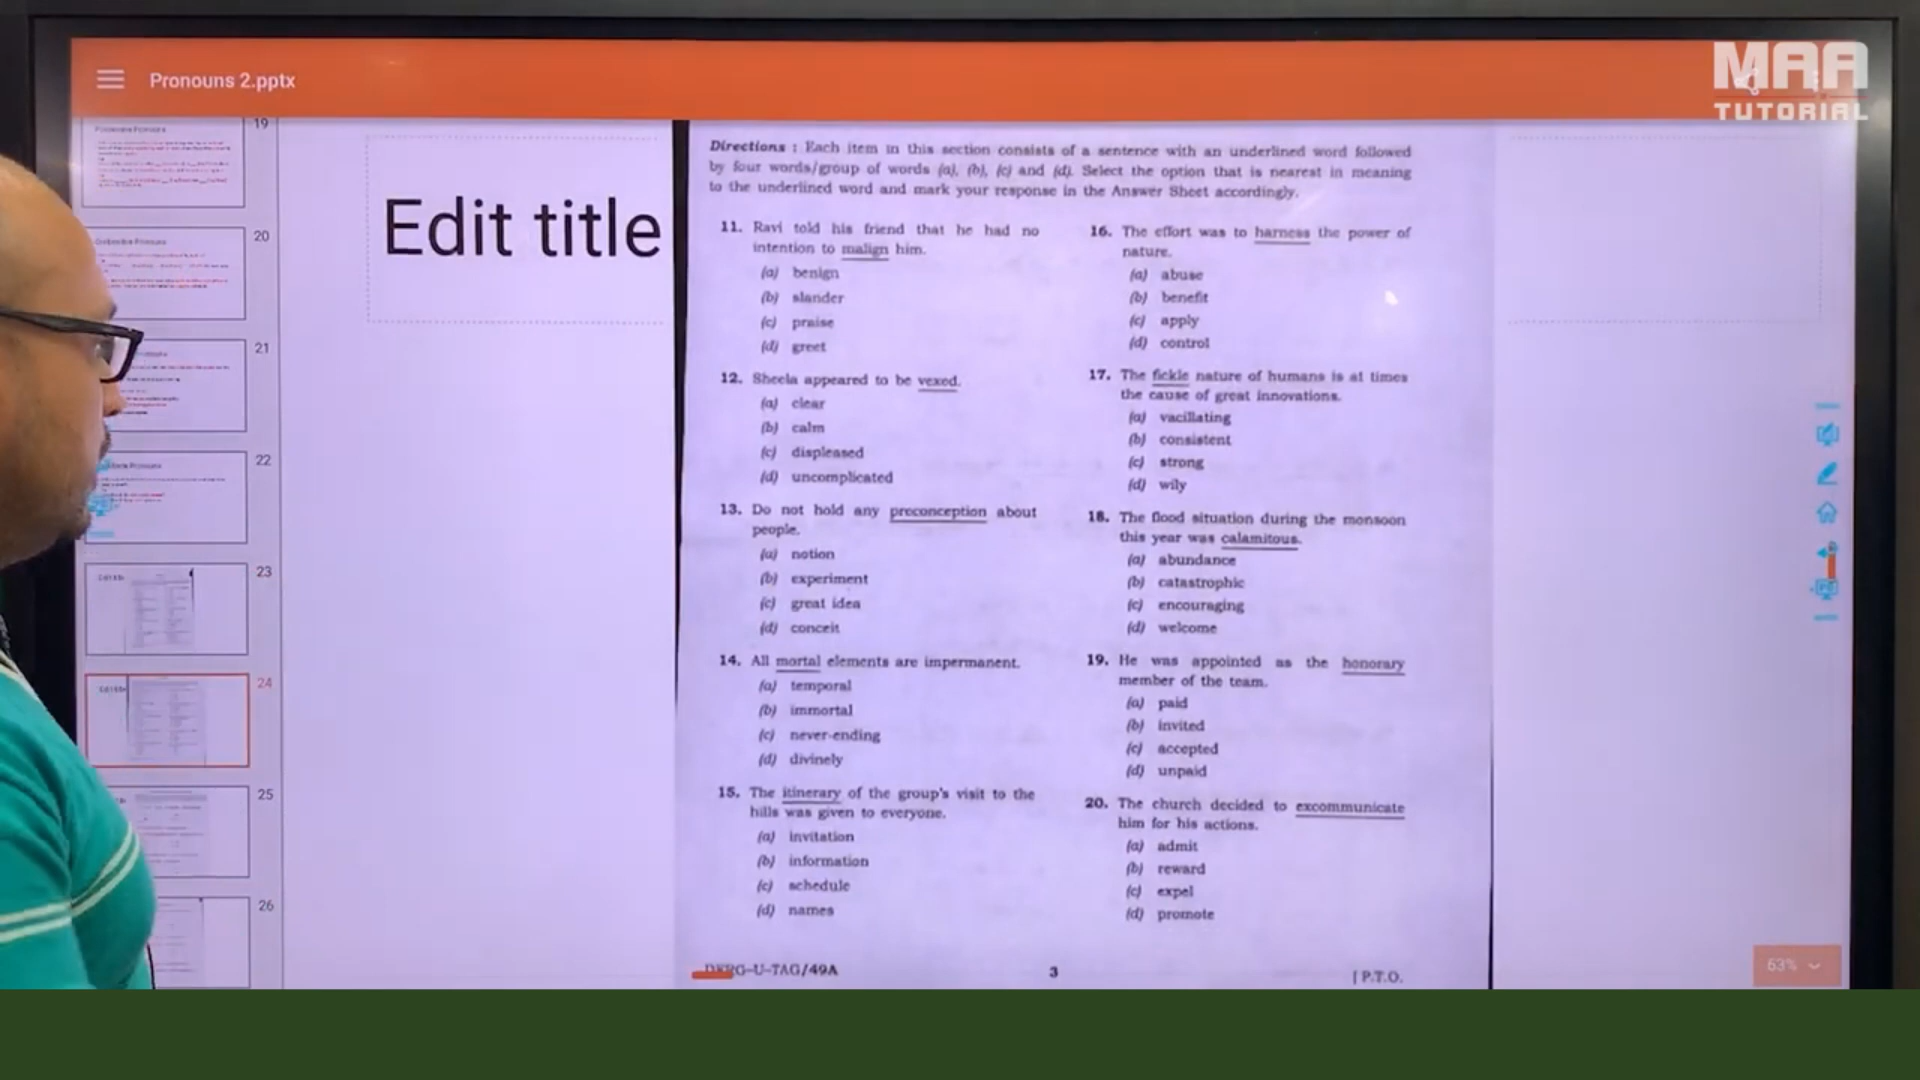 Pronouns 2.pptx
MAA
TUTORIAL
19
20
21
22
23
24
25
26
Edit title
Directions : Each item in this section consists of a sentence with an underlined word followed
by four words/group of words (a), (b), (c) and (d). Select the option that is nearest in meaning
to the underlined word and mark your response in the Answer Sheet accordingly.
11. Ravi told his friend that he had no
intention to malign him.
(a) benign
(b) slander
(c) praise
(d) greet
12. Sheela appeared to be vexed.
(a) clear
(b) calm
(c) displeased
(d) uncomplicated
13. Do not hold any preconception about
people.
(a) notion
(b) experiment
(c) great idea
(d) conceit
14. All mortal elements are impermanent.
(a) temporal
(b) immortal
(c) never-ending
(d) divinely
15. The itinerary of the group's visit to the
hills was given to everyone.
(a) invitation
(b) information
(c) schedule
(d) names
16. The effort was to harness the power of
nature.
(a) abuse
(b) benefit
(c) apply
(d) control
17. The fickle nature of humans is at times
the cause of great innovations.
(a) vacillating
(b) consistent
(c) strong
(d) wily
18. The flood situation during the monsoon
this year was calamitous.
(a) abundance
(b) catastrophic
(c) encouraging
(d) welcome
19. He was appointed as the honorary
member of the team.
(a) paid
(b) invited
(c) accepted
(d) unpaid
20. The church decided to excommunicate
him for his actions.
(a) admit
(b) reward
(c) expel
(d) promote
3
[ P.T.O.
63%